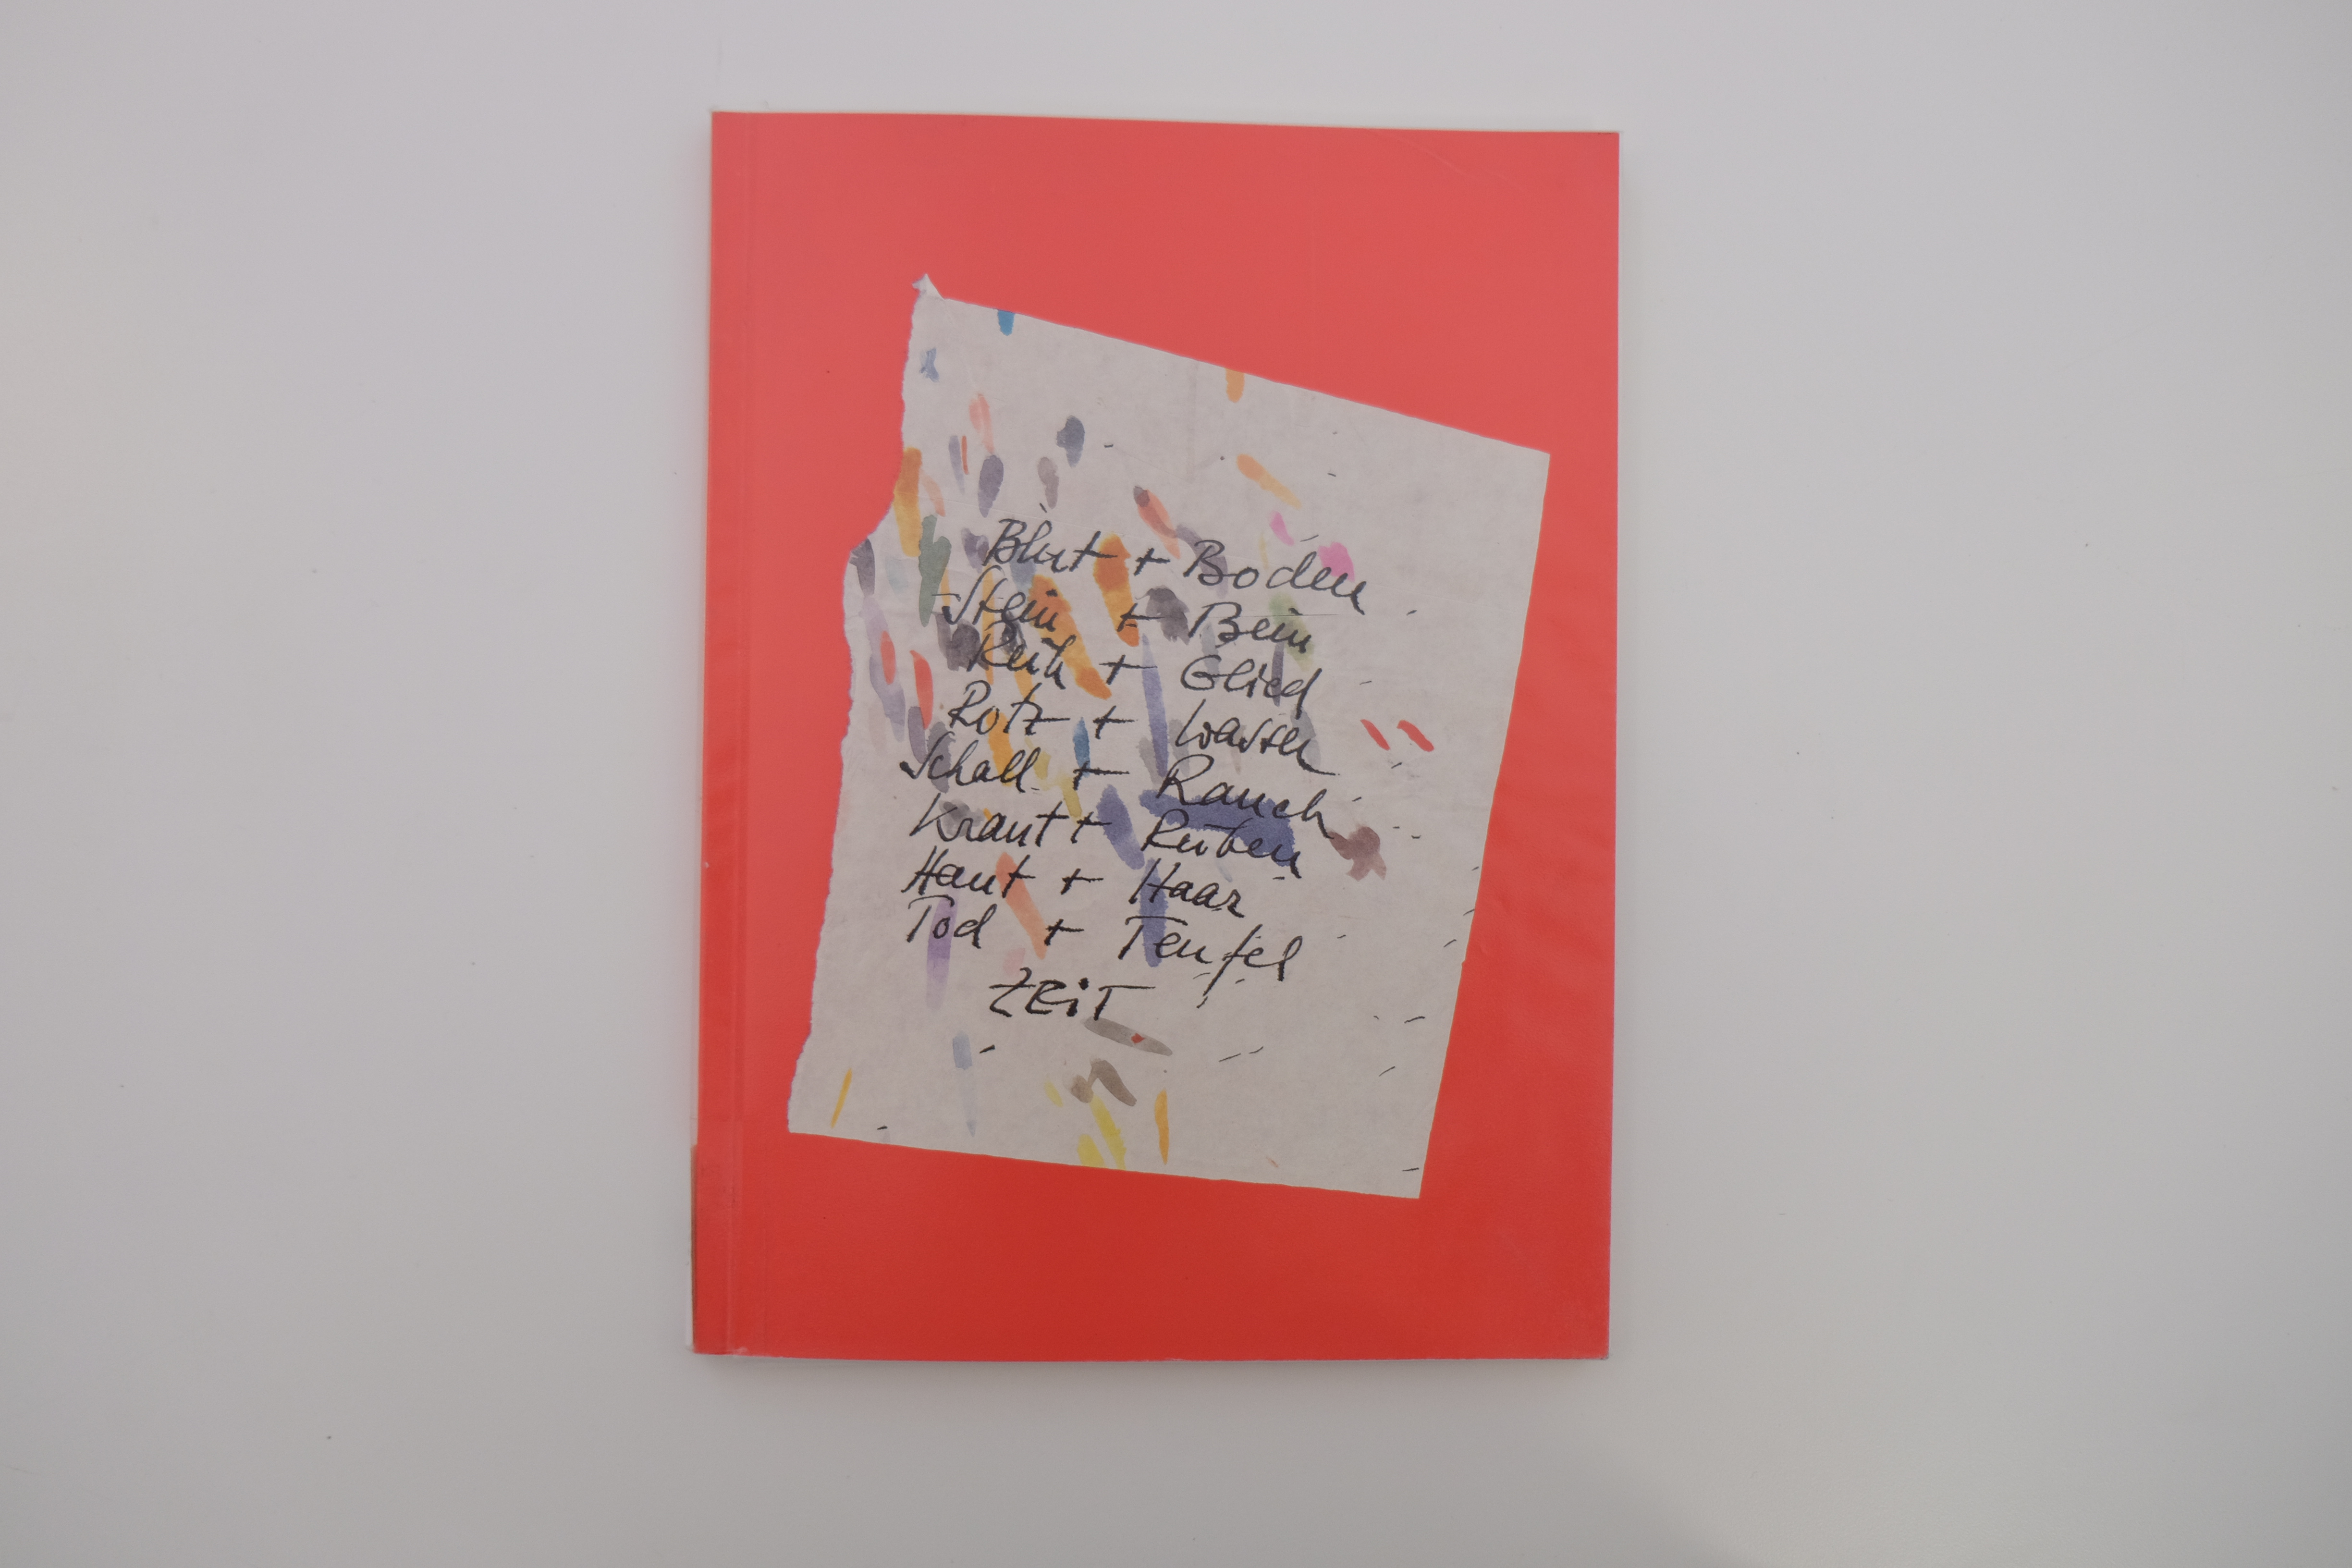 Blut + Boden
Stein + Bein
Reih + Glied
Rotz + Wasser
Schall + Rauch
Kraut + Rüben
Haut + Haar
Tod + Teufel
ZEiT